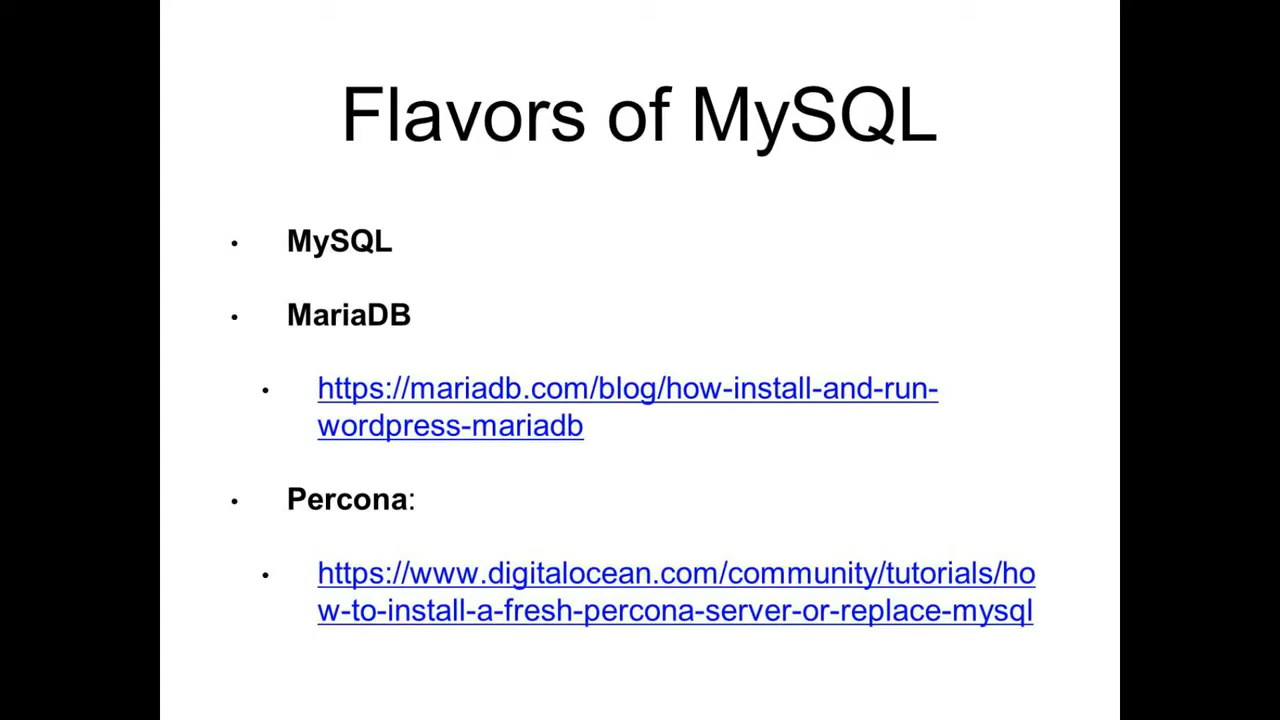 Flavors of MySQL
• MySQL
• MariaDB
• https://mariadb.com/blog/how-install-and-run-
wordpress-mariadb
• Percona:
• https://www.digitalocean.com/community/tutorials/ho
w-to-install-a-fresh-percona-server-or-replace-mysql